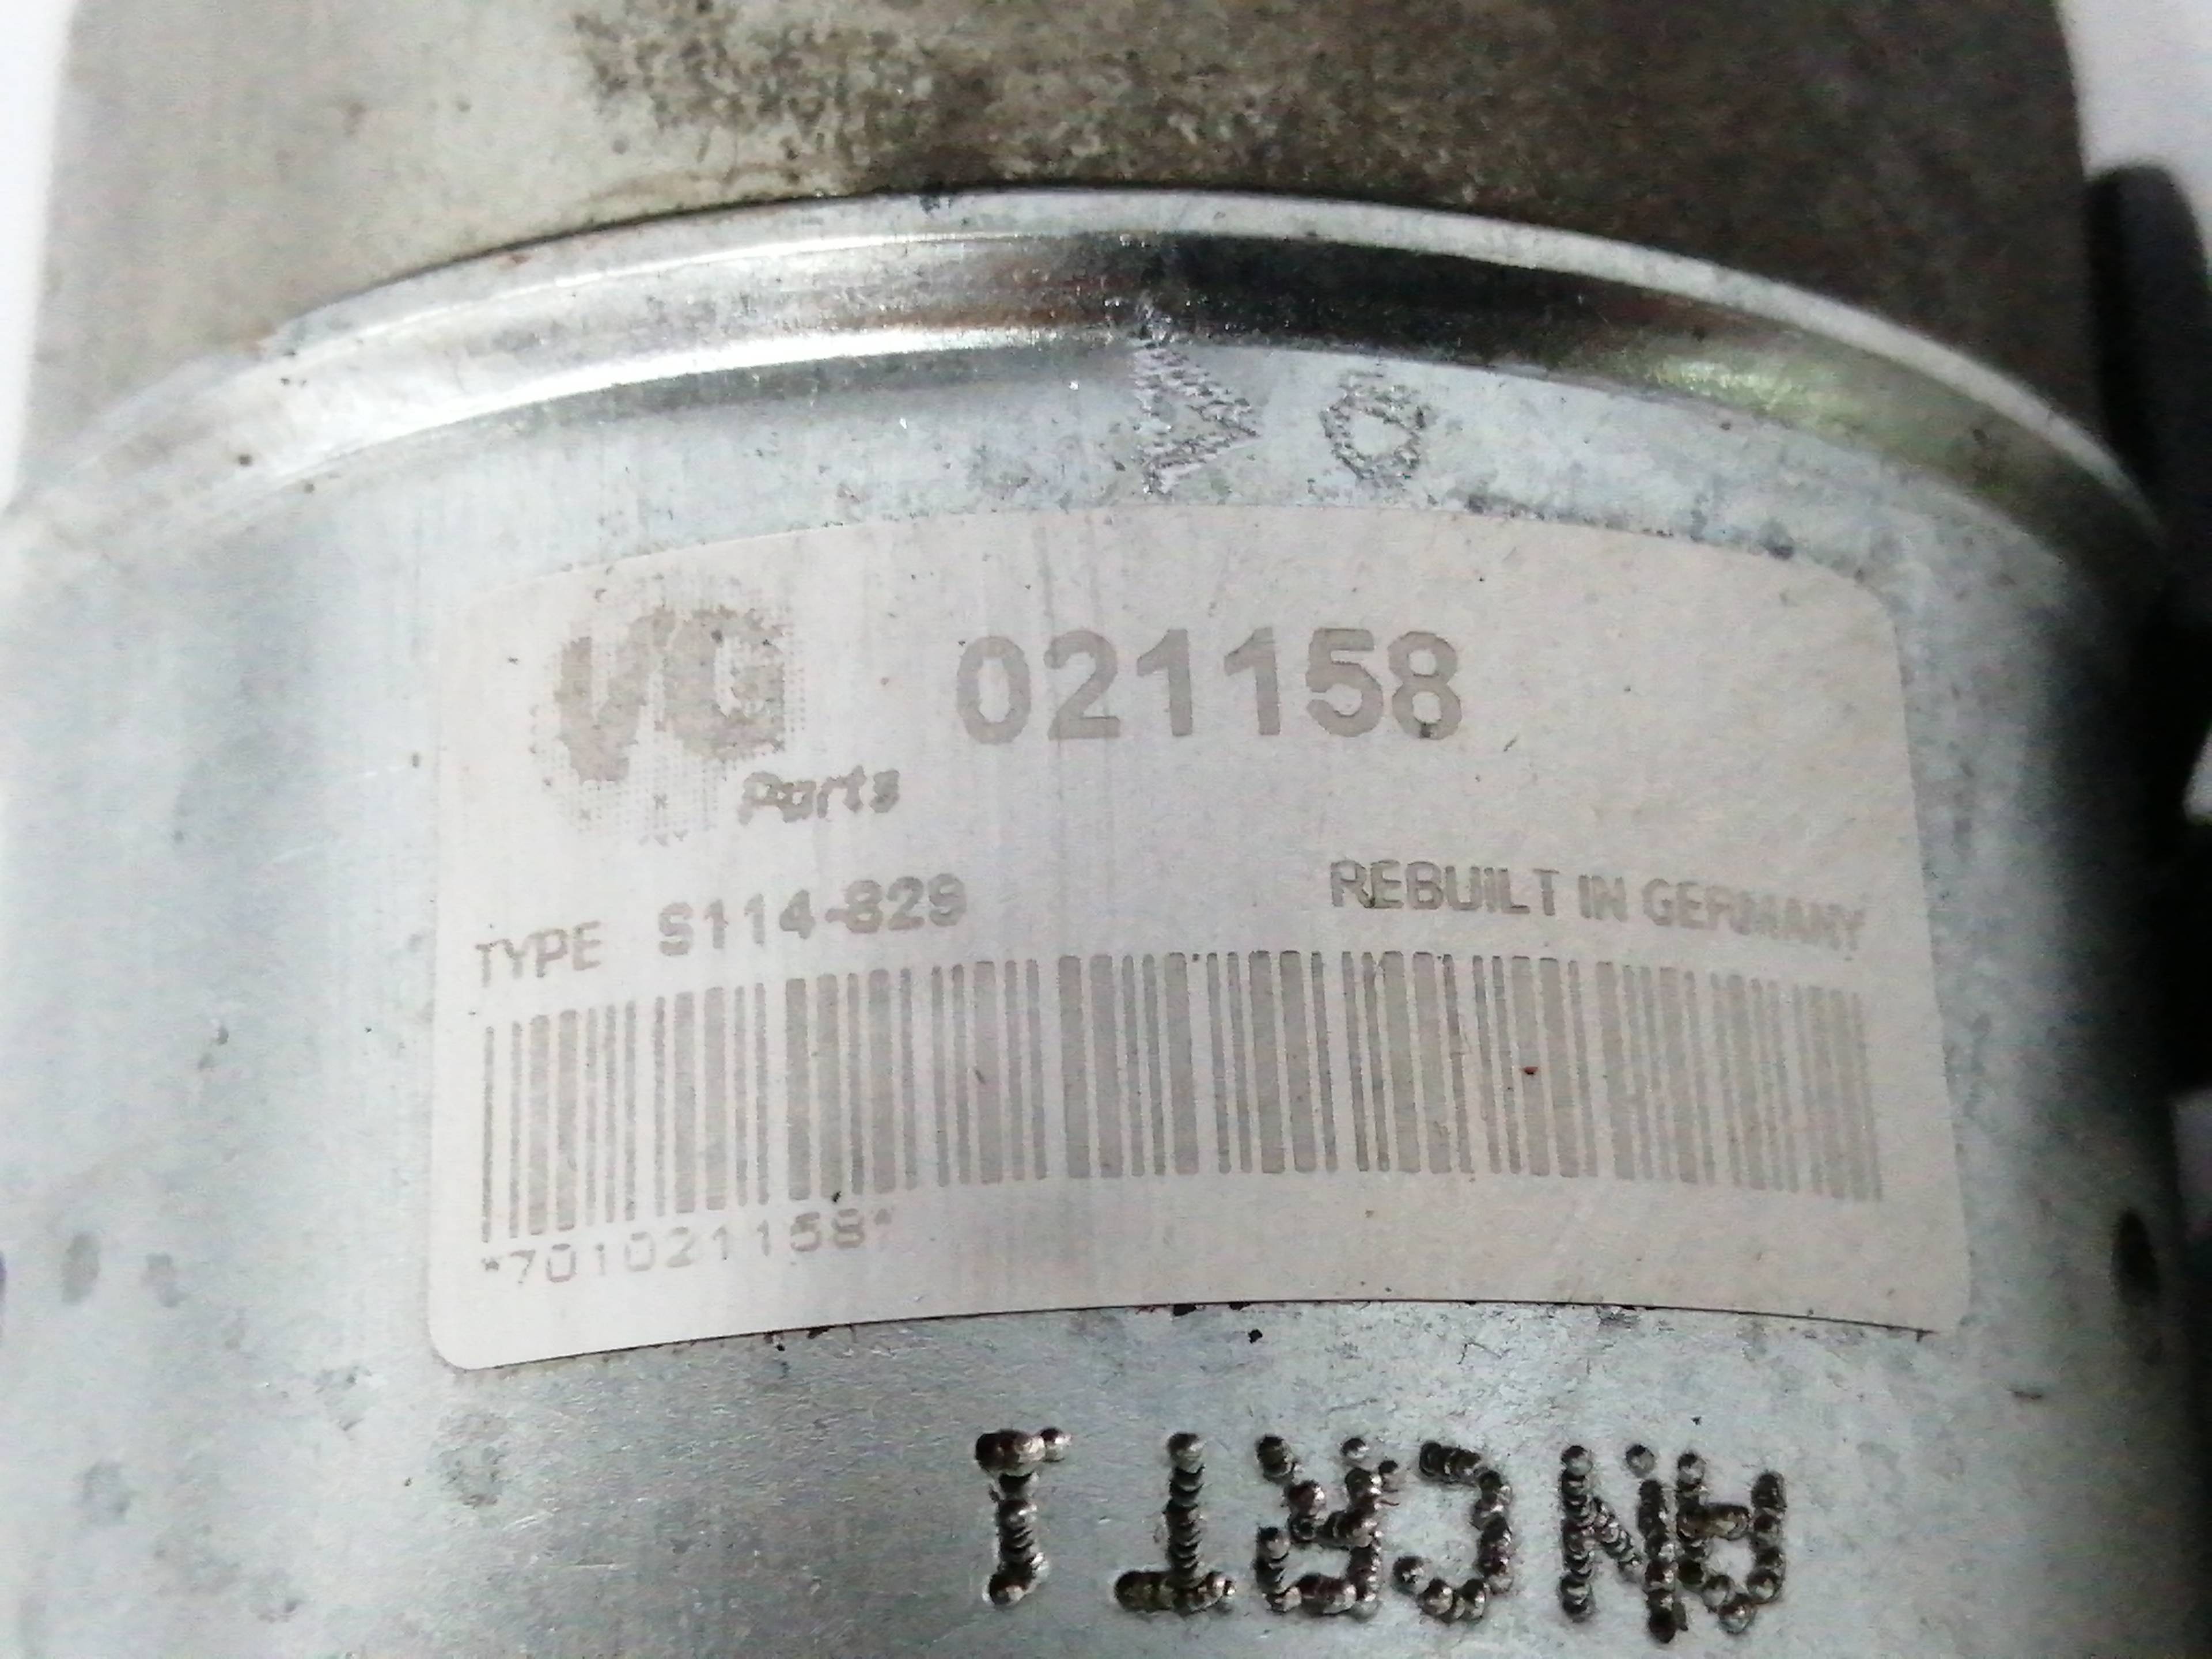 VG 021158
Parts
TYPE S114-829 REBUILT IN GERMANY
*701021158*